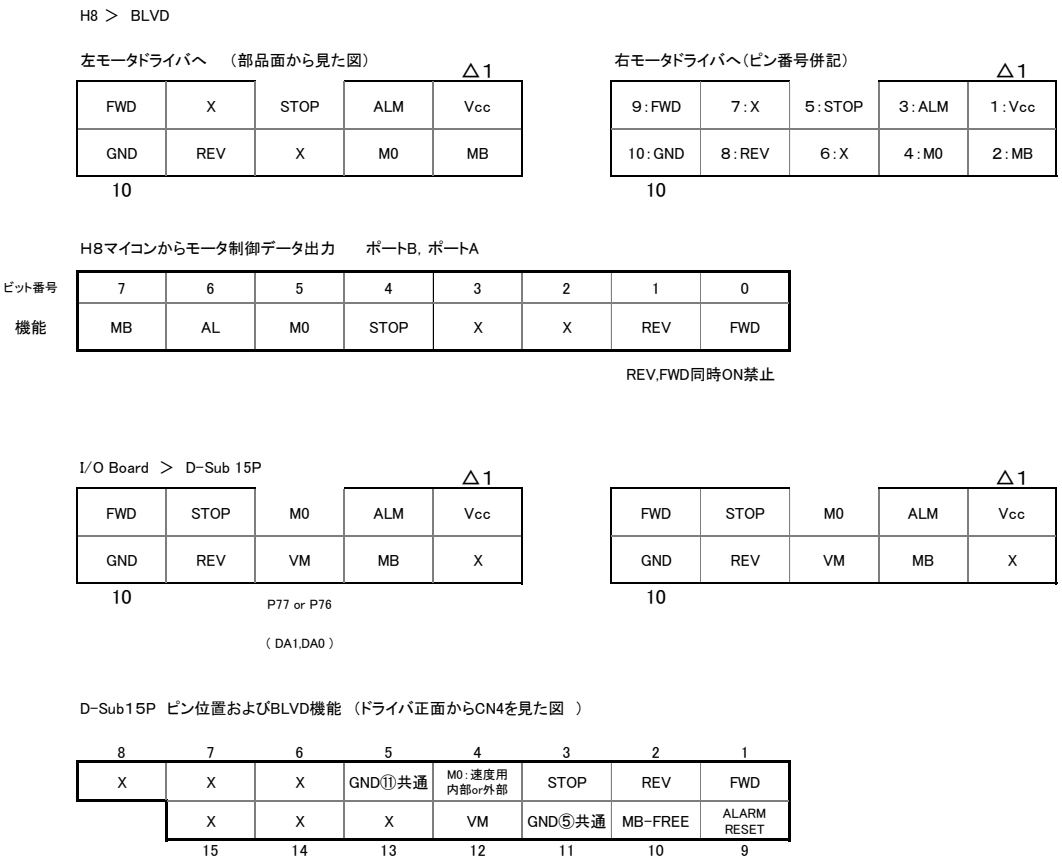 H8 ＞ BLVD
左モータドライバへ （部品面から見た図） △1
右モータドライバへ（ピン番号併記） △1
FWD X STOP ALM Vcc
GND REV X M0 MB
10
9:FWD 7:X 5:STOP 3:ALM 1:Vcc
10:GND 8:REV 6:X 4:M0 2:MB
10
H8マイコンからモータ制御データ出力 ポートB, ポートA
ビット番号 7 6 5 4 3 2 1 0
機能 MB AL M0 STOP X X REV FWD
REV,FWD同時ON禁止
I/O Board ＞ D-Sub 15P △1
FWD STOP M0 ALM Vcc
GND REV VM MB X
10
P77 or P76
( DA1,DA0 )
△1
FWD STOP M0 ALM Vcc
GND REV VM MB X
10
D-Sub15P ピン位置およびBLVD機能 （ドライバ正面からCN4を見た図 ）
8 7 6 5 4 3 2 1
X X X GND⑪共通 M0:速度用 内部or外部 STOP REV FWD
X X X VM GND⑤共通 MB-FREE ALARM RESET
15 14 13 12 11 10 9